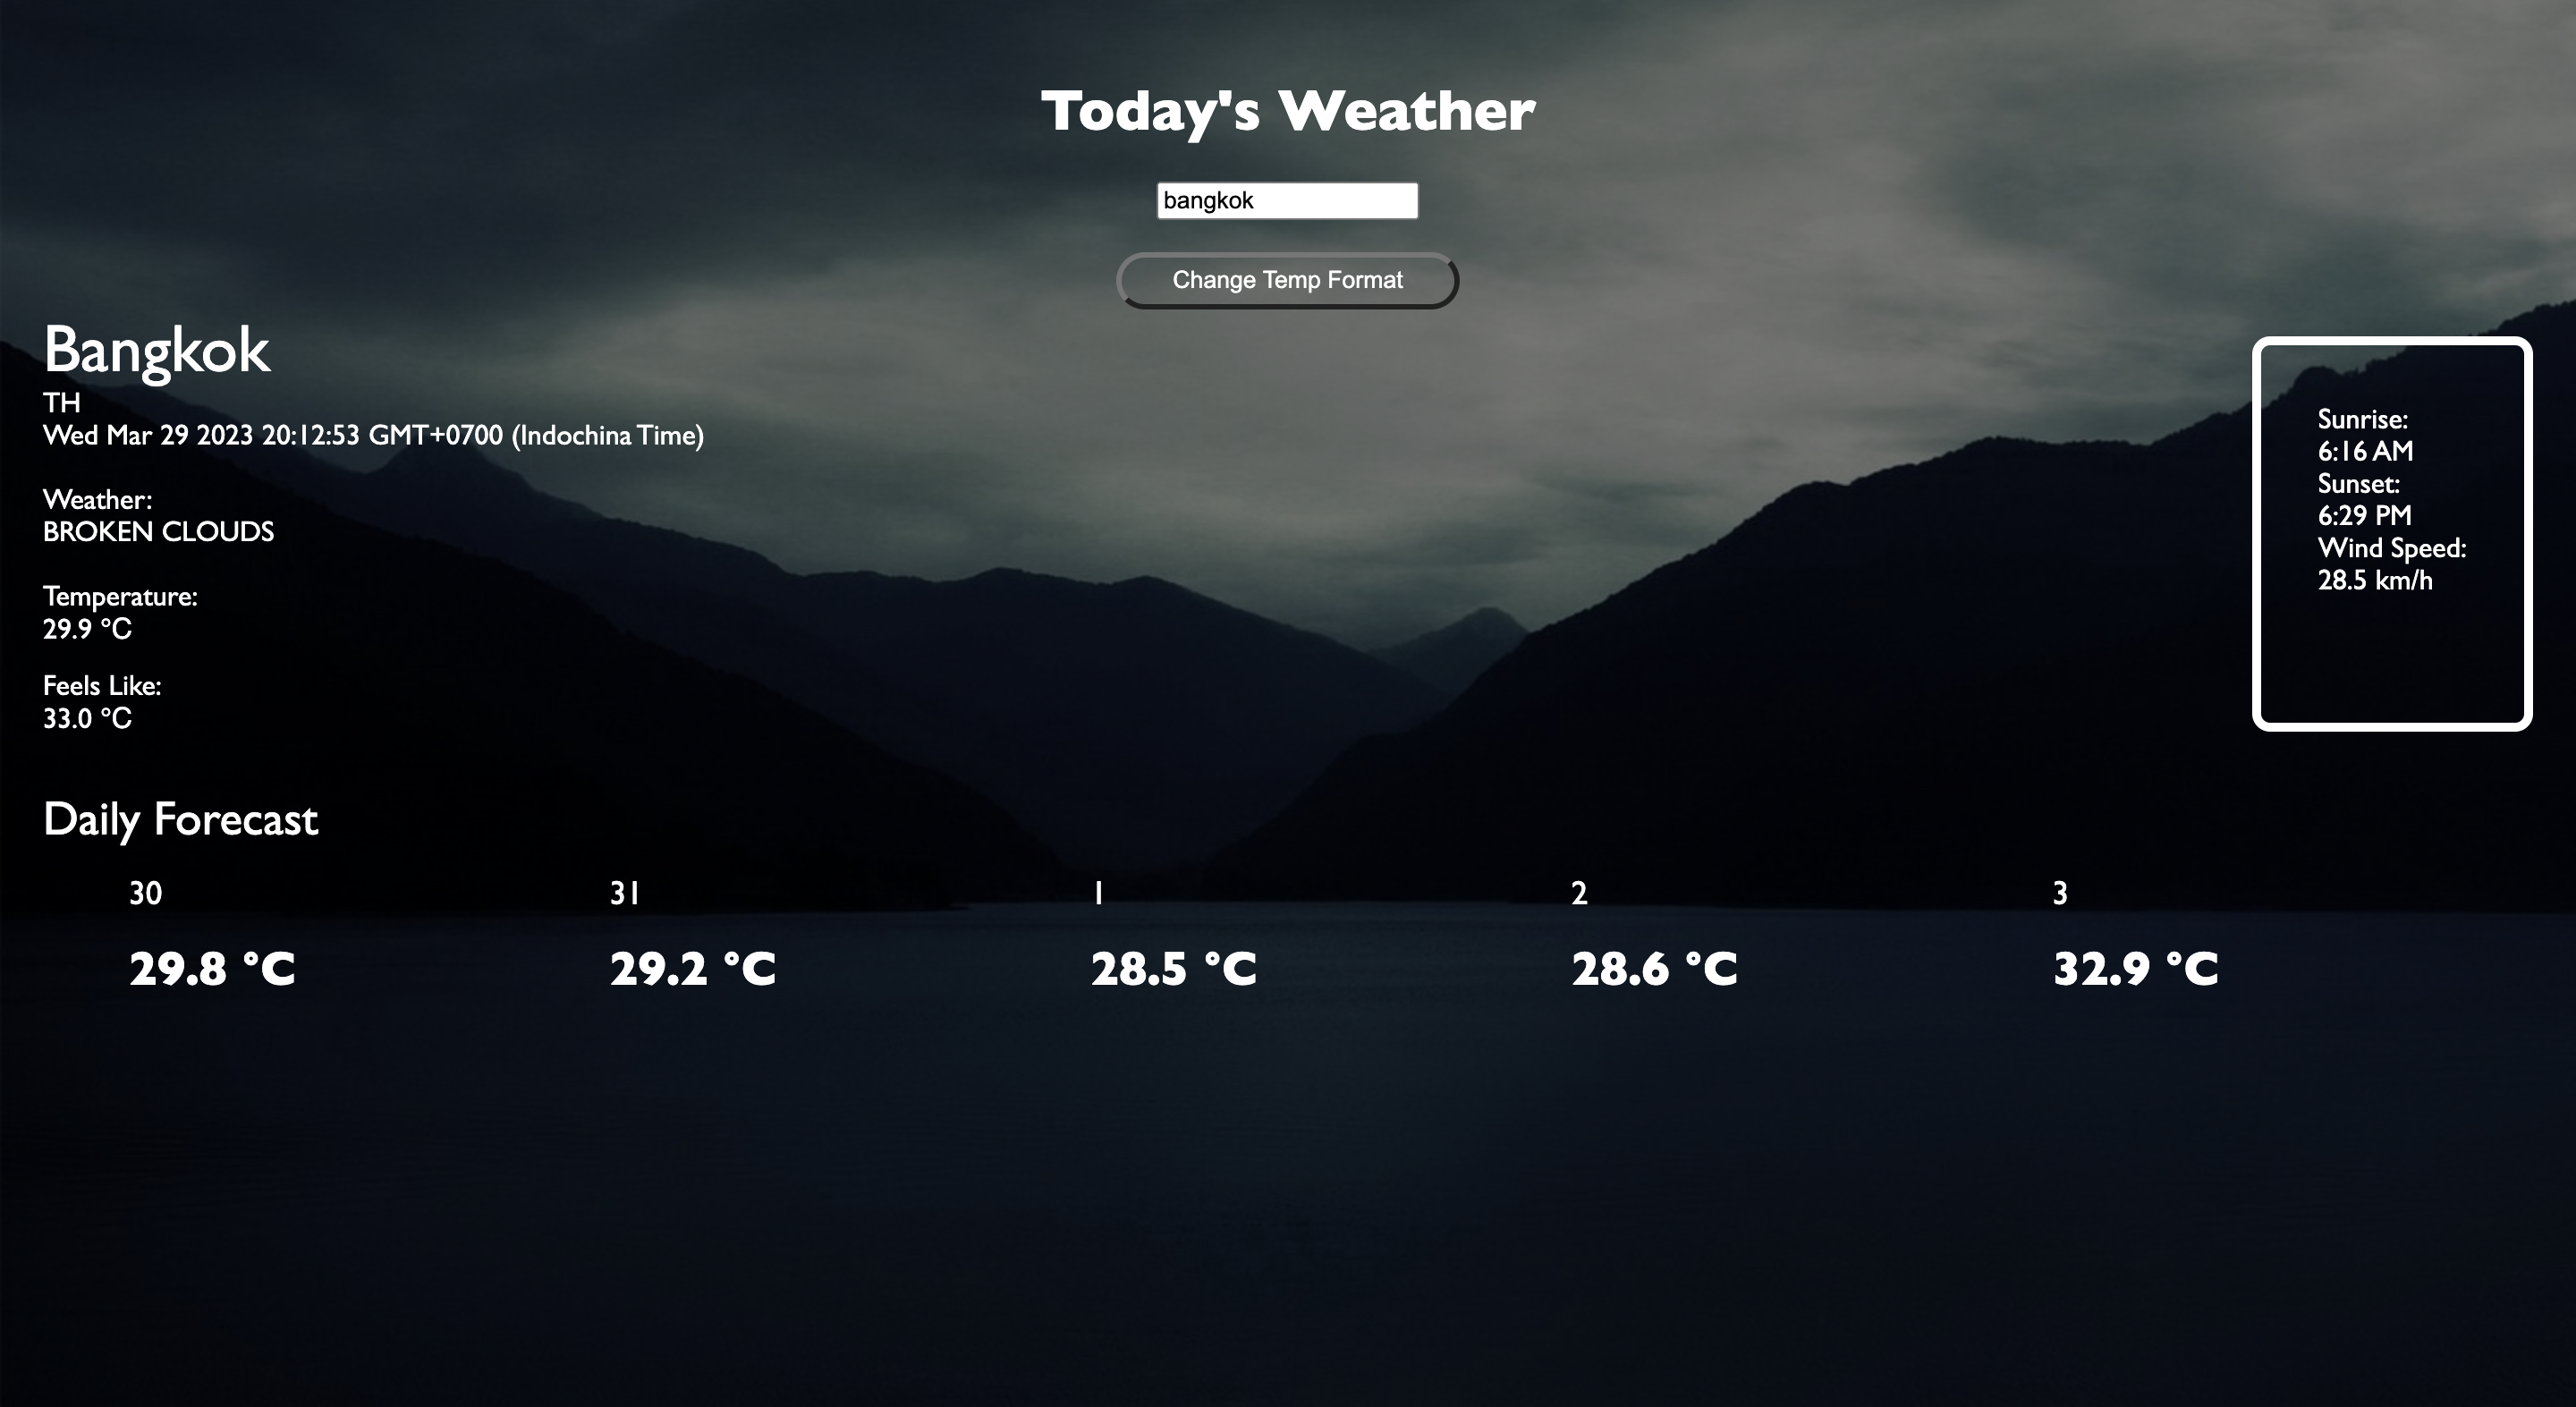 Today's Weather
bangkok
Change Temp Format
Bangkok
TH
Wed Mar 29 2023 20:12:53 GMT+0700 (Indochina Time)
Weather:
BROKEN CLOUDS
Temperature:
29.9 °C
Feels Like:
33.0 °C
Sunrise:
6:16 AM
Sunset:
6:29 PM
Wind Speed:
28.5 km/h
Daily Forecast
30 31 1 2 3
29.8 °C 29.2 °C 28.5 °C 28.6 °C 32.9 °C